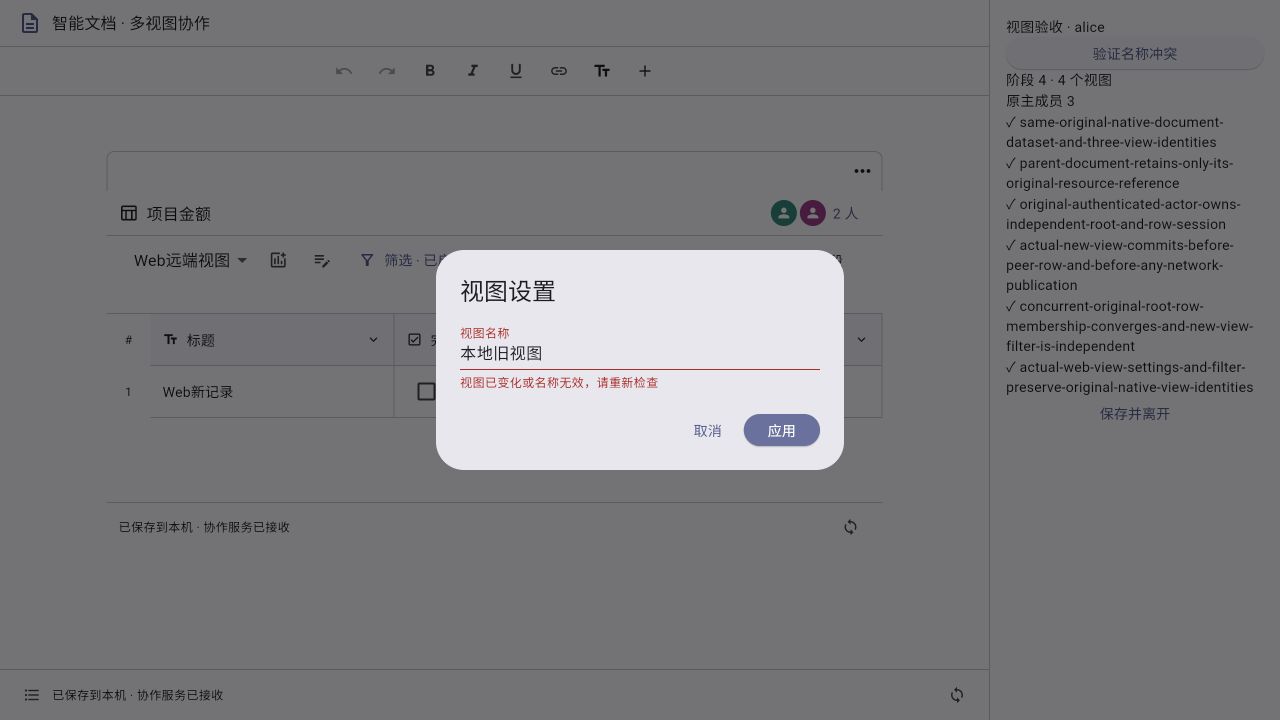 智能文档 · 多视图协作
B
I
U
Tr
项目金额
2 人
Web远端视图
筛选 · 已
#
Tr 标题
1
Web新记录
视图设置
视图名称
本地旧视图
视图已变化或名称无效，请重新检查
取消
应用
已保存到本机 · 协作服务已接收
已保存到本机 · 协作服务已接收
视图验收 · alice
验证名称冲突
阶段 4 · 4 个视图
原主成员 3
✓ same-original-native-document-
dataset-and-three-view-identities
✓ parent-document-retains-only-its-
original-resource-reference
✓ original-authenticated-actor-owns-
independent-root-and-row-session
✓ actual-new-view-commits-before-
peer-row-and-before-any-network-
publication
✓ concurrent-original-root-row-
membership-converges-and-new-view-
filter-is-independent
✓ actual-web-view-settings-and-filter-
preserve-original-native-view-identities
保存并离开